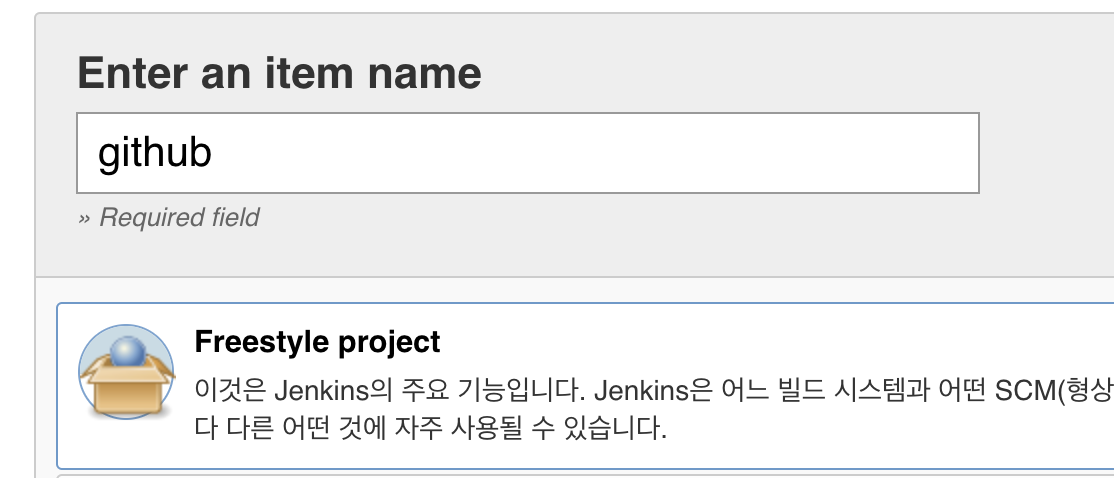 Enter an item name
github
» Required field
Freestyle project
이것은 Jenkins의 주요 기능입니다. Jenkins은 어느 빌드 시스템과 어떤 SCM(형상
다 다른 어떤 것에 자주 사용될 수 있습니다.